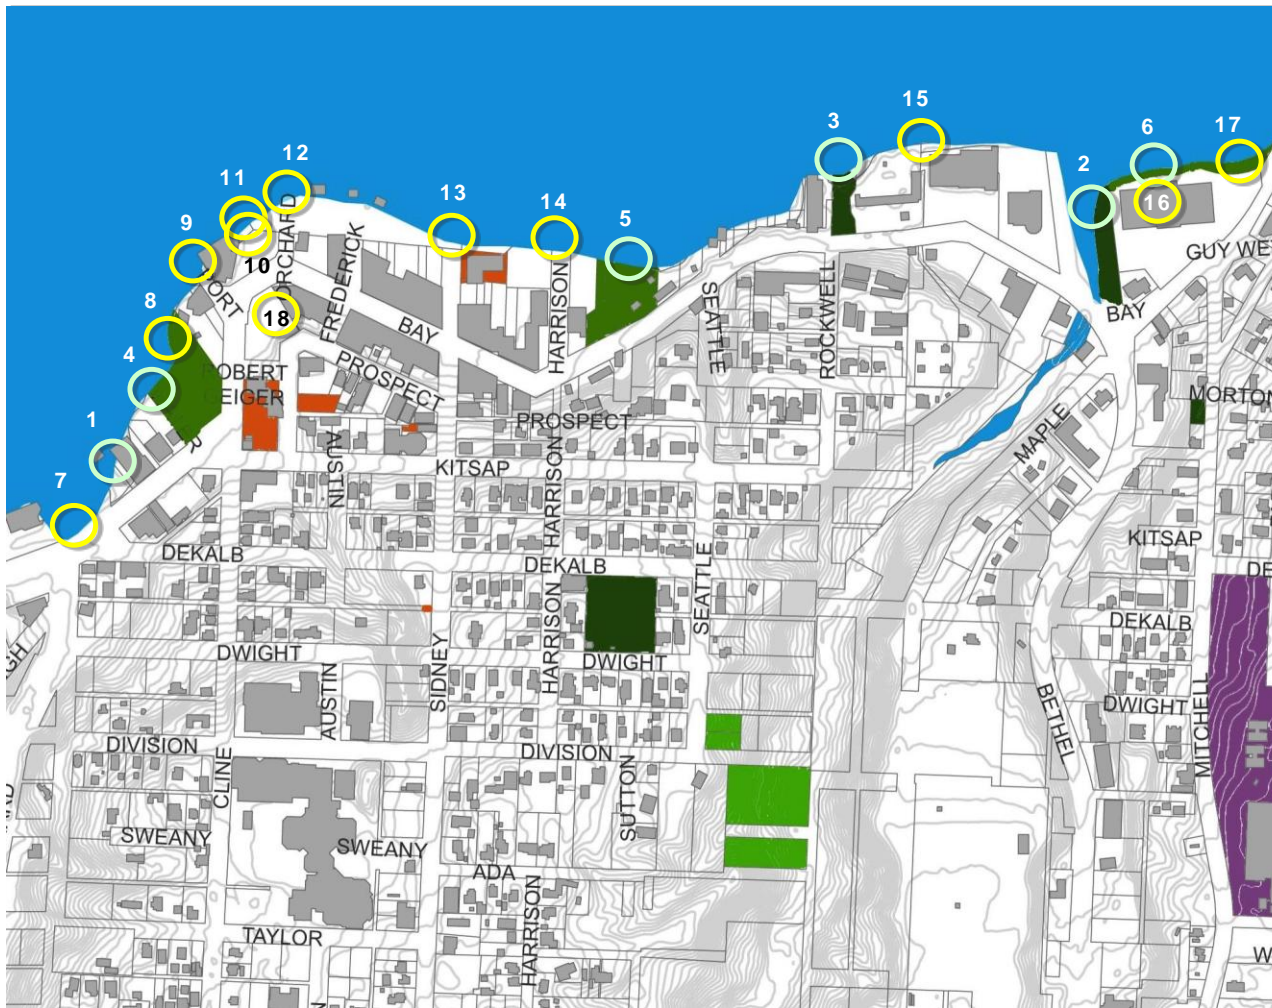 15
3
6
17
12
2
11
13
14
5
16
9
ORCHARD
GUY WE
10
FREDERICK
HARRISON
PORT
8
18
BAY
SEATTLE
ROCKWELL
BAY
4
ROBERT
GEIGER
PROSPECT
MORTON
1
PROSPECT
MAPLE
AUSTIN
KITSAP
HARRISON
7
DEKALB
DEKALB
KITSAP
DE
SEATTLE
DEKALB
DWIGHT
HARRISON
DWIGHT
SIDNEY
AUSTIN
BETHEL
DWIGHT
MITCHELL
DIVISION
DIVISION
CLINE
SUTTON
SWEANY
SWEANY
ADA
HARRISON
TAYLOR
W